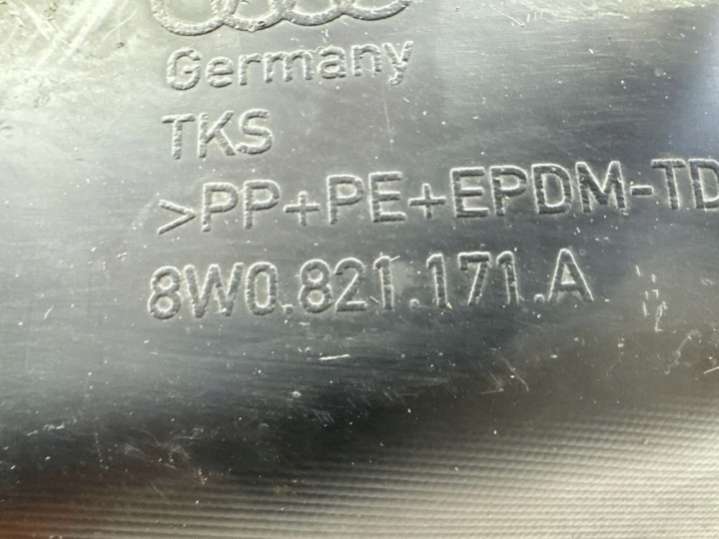 Germany
TKS
>PP+PE+EPDM-TD
8W0.821.171.A